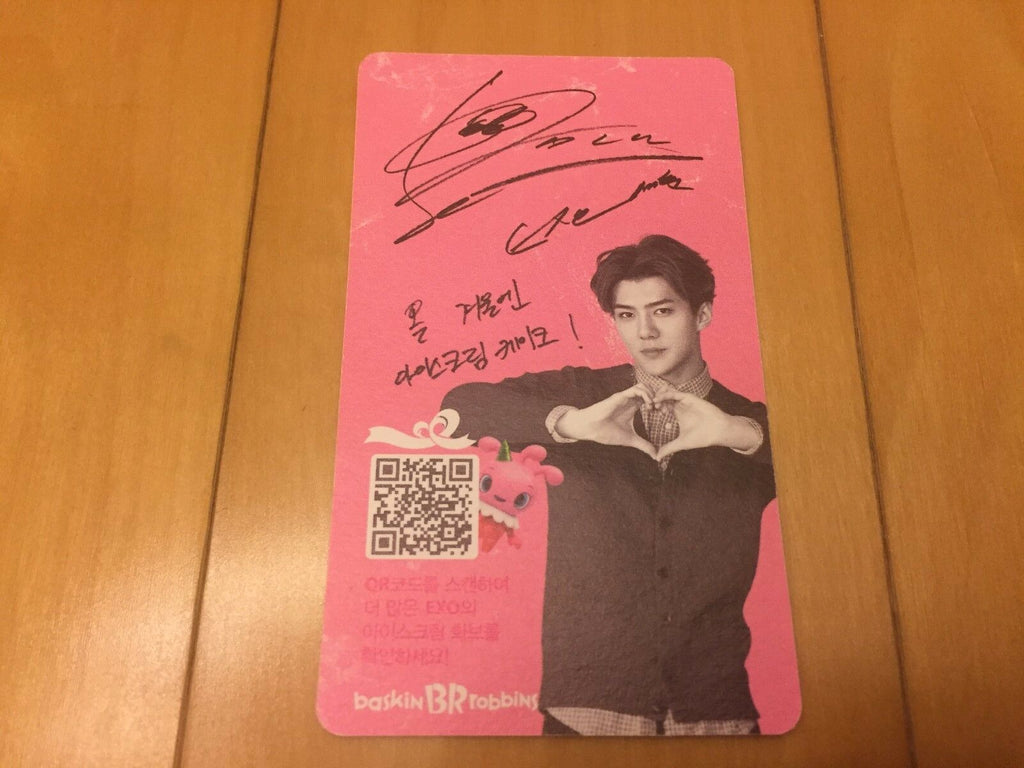 올 겨울엔
아이스크림 케이크!
QR코드를 스캔하여
더 많은 EXO의
아이스크림 화보를
확인하세요!
baskin BR robbins